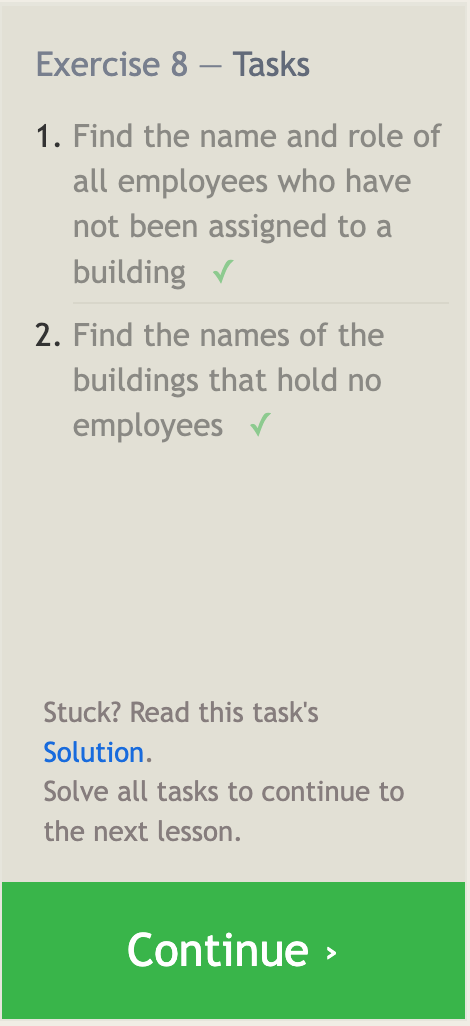 Exercise 8 — Tasks
1. Find the name and role of
all employees who have
not been assigned to a
building ✓
2. Find the names of the
buildings that hold no
employees ✓
Stuck? Read this task's
Solution.
Solve all tasks to continue to
the next lesson.
Continue ›